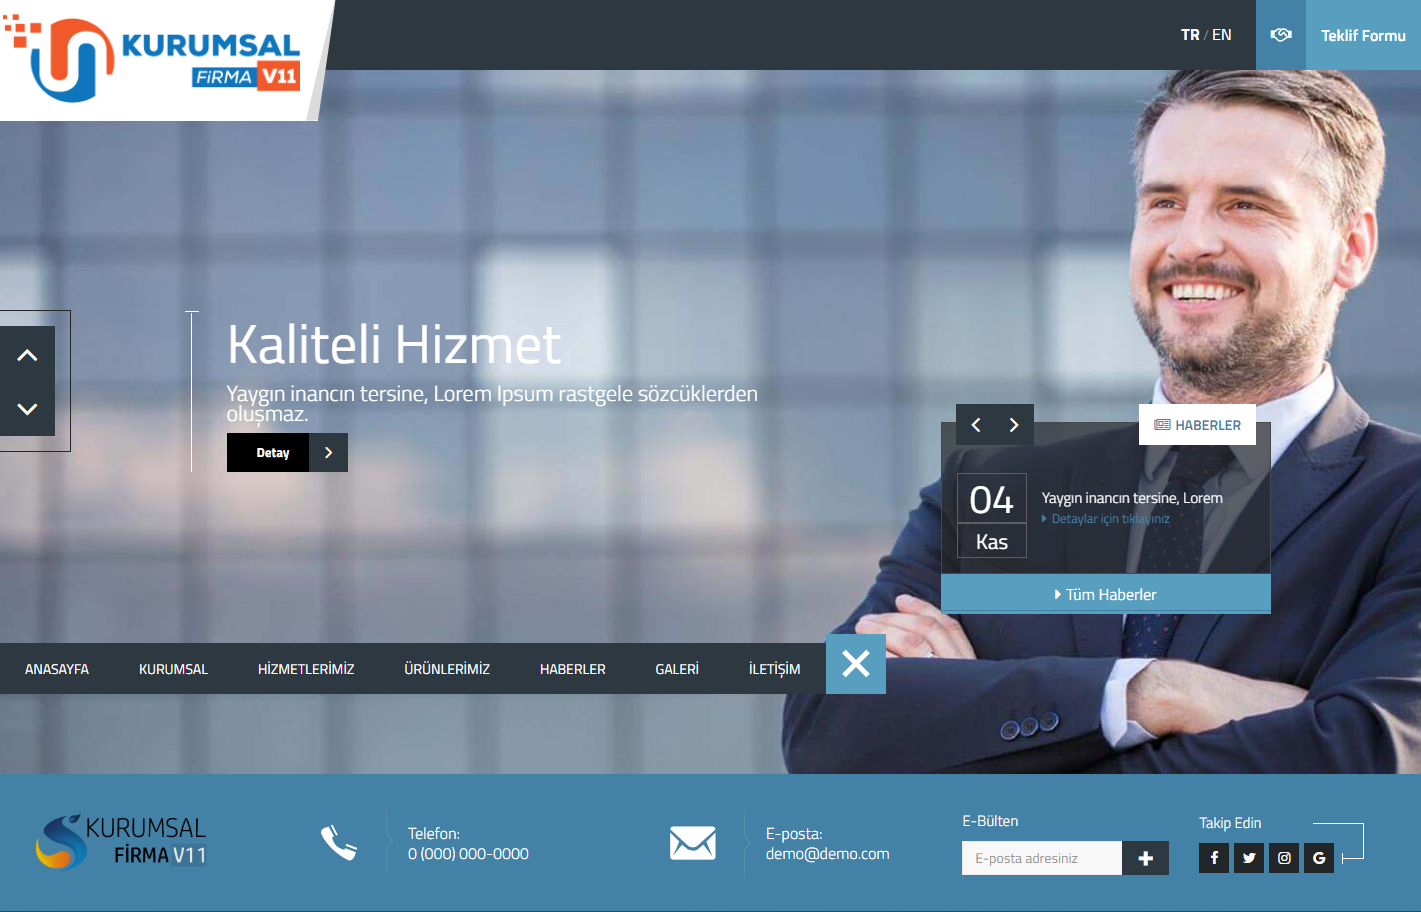 KURUMSAL
FİRMA V11
TR / EN
Teklif Formu
Kaliteli Hizmet
Yaygın inancın tersine, Lorem Ipsum rastgele sözcüklerden
oluşmaz.
Detay
HABERLER
04
Kas
Yaygın inancın tersine, Lorem
Detaylar için tıklayınız
Tüm Haberler
ANASAYFA
KURUMSAL
HİZMETLERİMİZ
ÜRÜNLERİMİZ
HABERLER
GALERİ
İLETİŞİM
KURUMSAL
FİRMA V11
Telefon:
0 (000) 000-0000
E-posta:
demo@demo.com
E-Bülten
E-posta adresiniz
Takip Edin